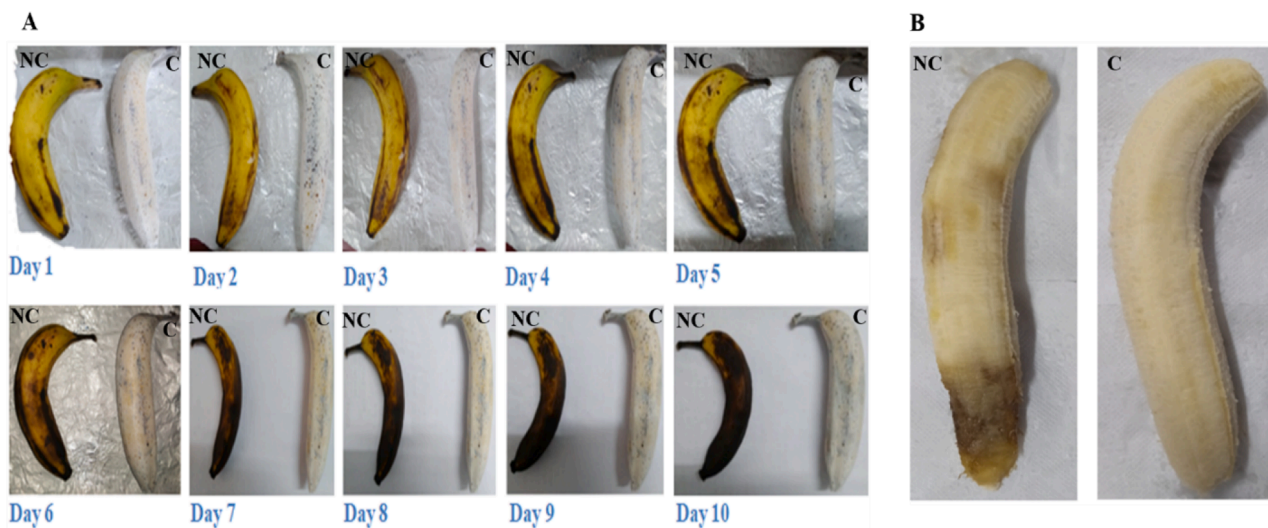 A
B
NC C NC C NC C NC C NC C
Day 1 Day 2 Day 3 Day 4 Day 5
NC C NC C NC C NC C NC C
Day 6 Day 7 Day 8 Day 9 Day 10
NC C